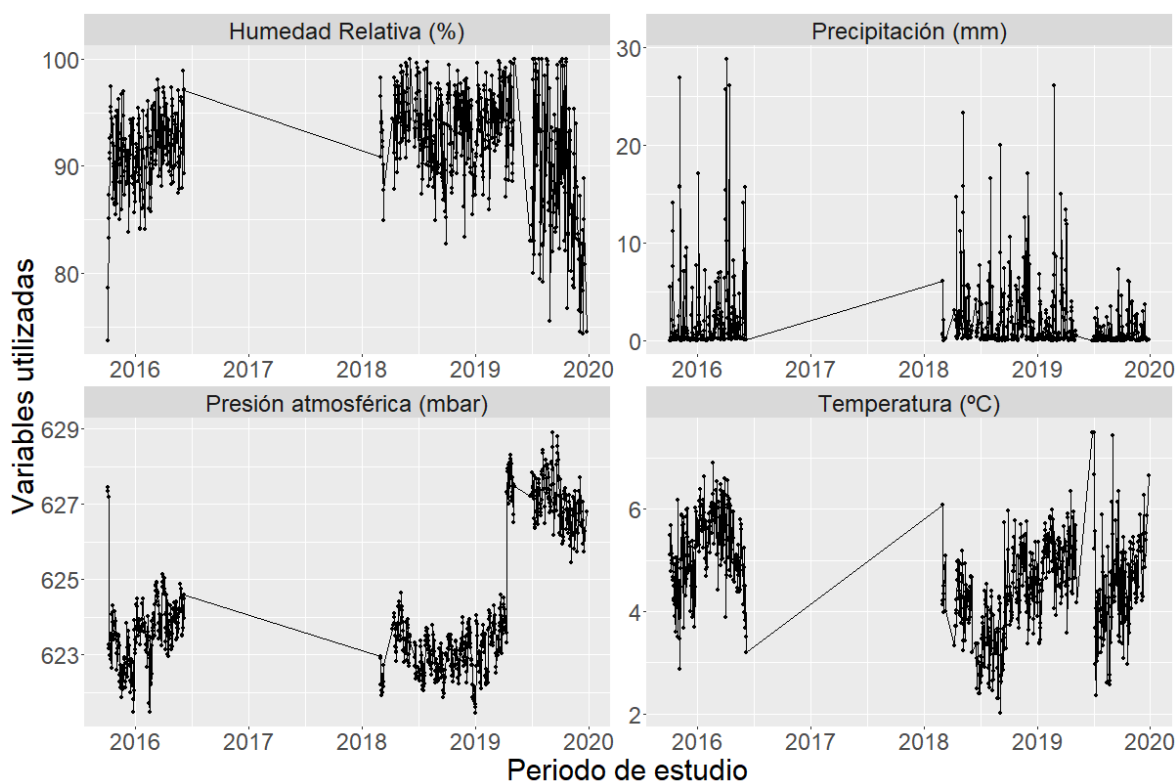 Humedad Relativa (%)
100
90
80
2016 2017 2018 2019 2020
Precipitación (mm)
30
20
10
0
2016 2017 2018 2019 2020
Variables utilizadas
Presión atmosférica (mbar)
629
627
625
623
2016 2017 2018 2019 2020
Temperatura (ºC)
6
4
2
2016 2017 2018 2019 2020
Periodo de estudio